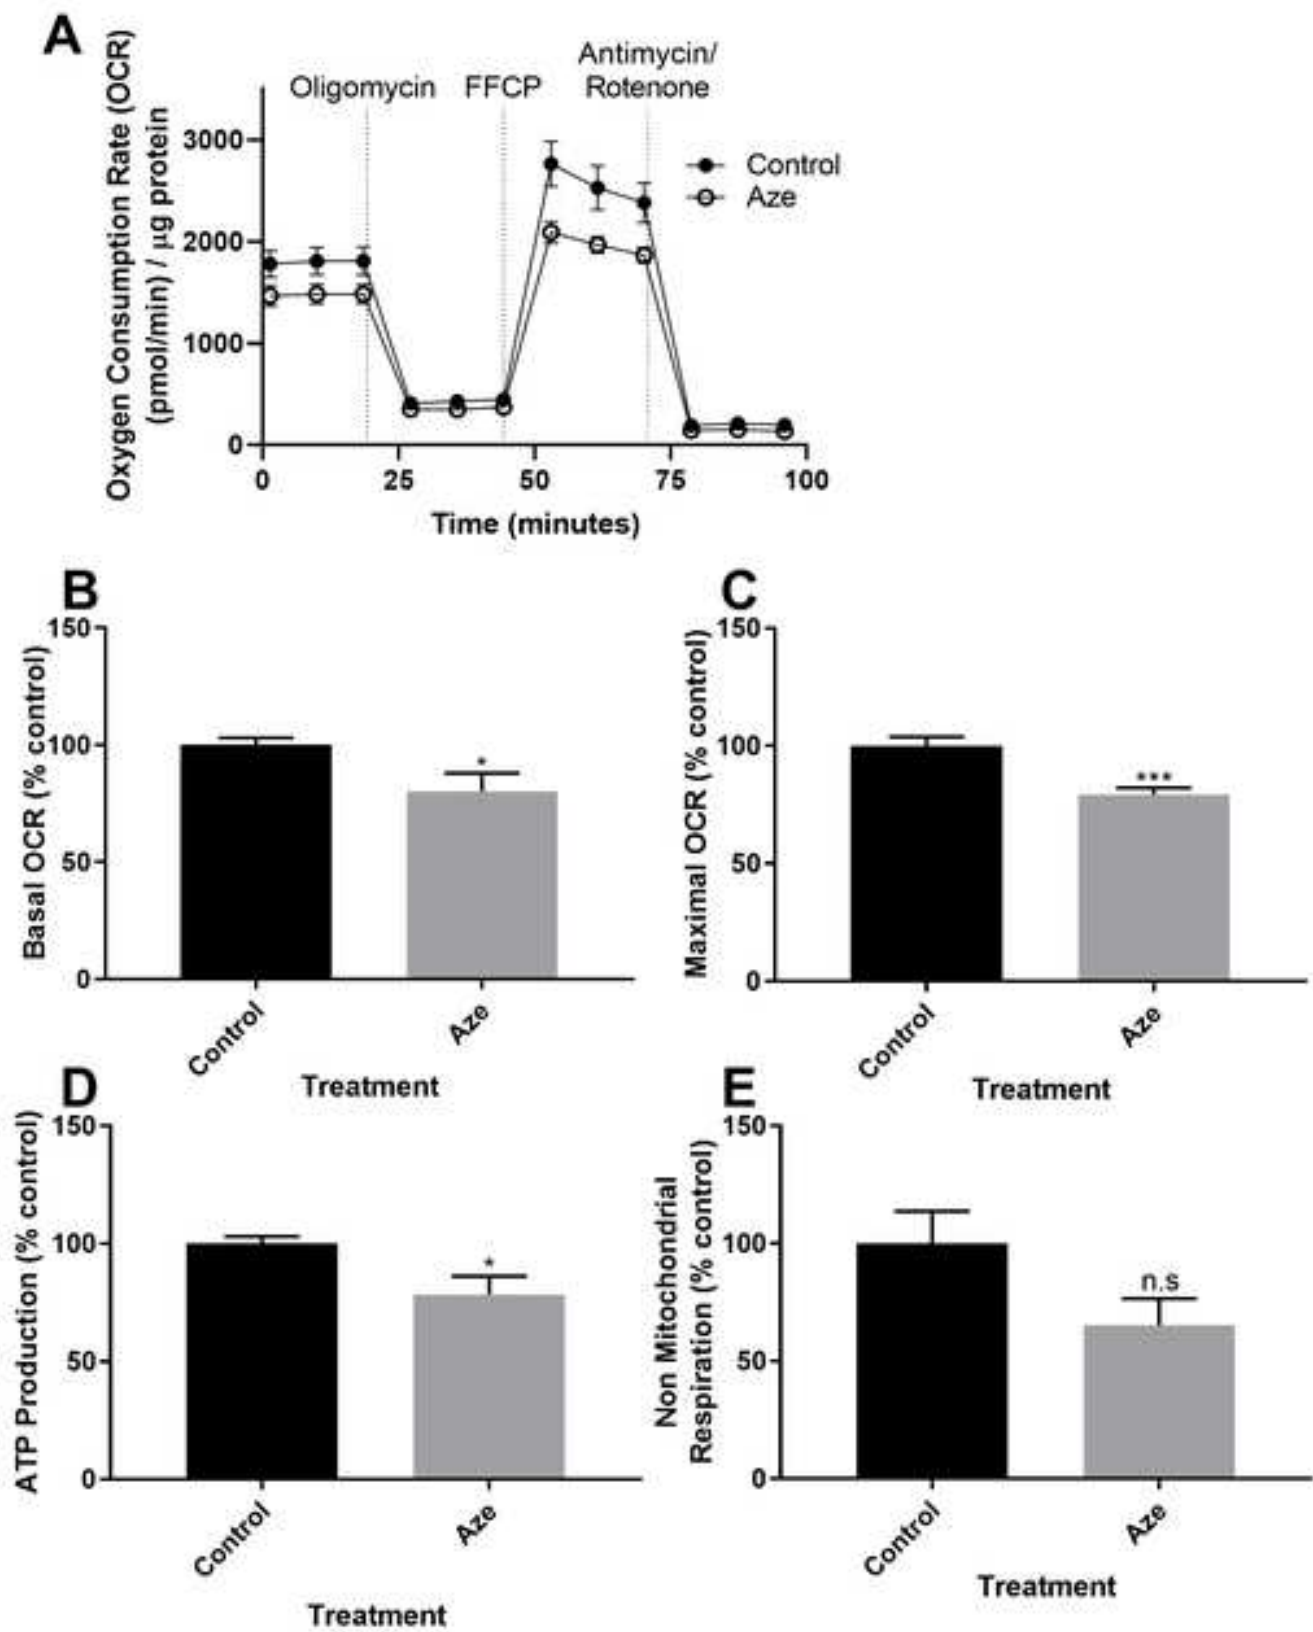 A
Oxygen Consumption Rate (OCR)
(pmol/min) / µg protein
Oligomycin
FFCP
Antimycin/
Rotenone
3000
2000
1000
0
Control
Aze
0 25 50 75 100
Time (minutes)
B
Basal OCR (% control)
150
100
50
0
*
Control
Aze
Treatment
C
Maximal OCR (% control)
150
100
50
0
***
Control
Aze
Treatment
D
ATP Production (% control)
150
100
50
0
*
Control
Aze
Treatment
E
Non Mitochondrial
Respiration (% control)
150
100
50
0
n.s
Control
Aze
Treatment